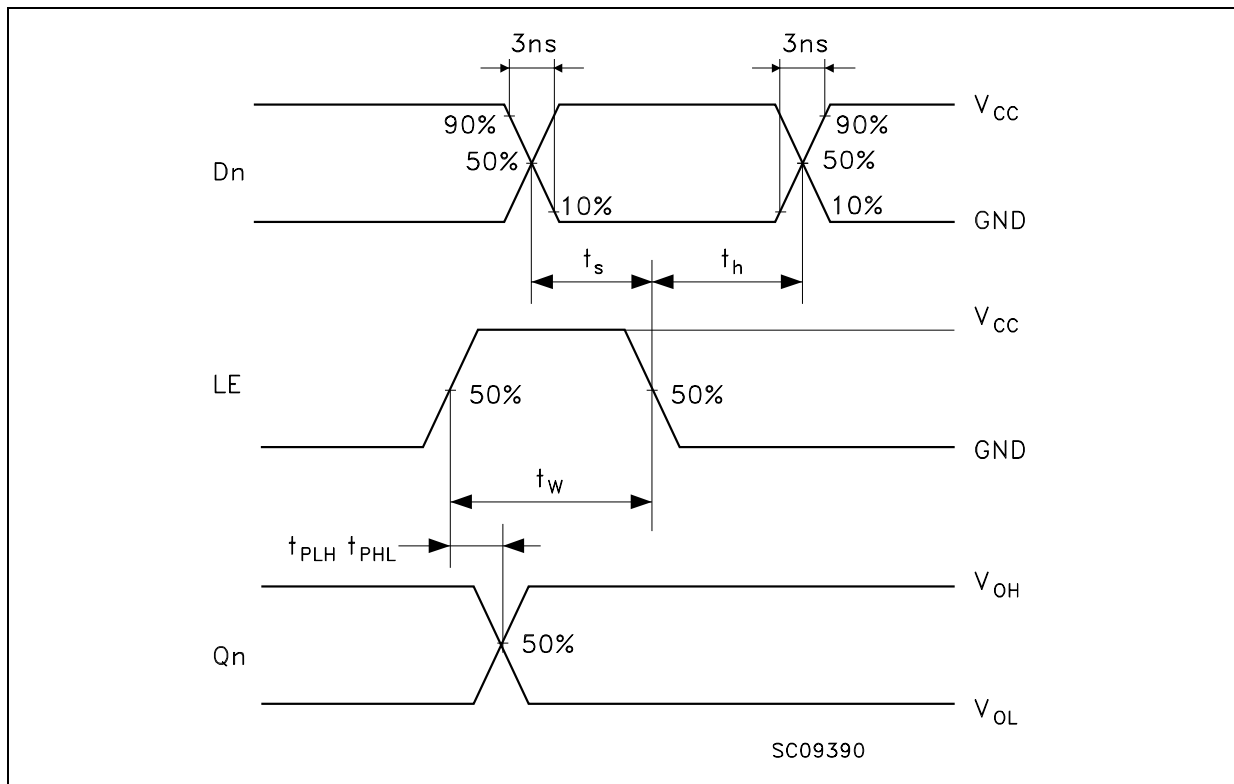 3ns 3ns
V_CC
90% 90%
50% 50%
Dn
10% 10%
GND
t_s t_h
V_CC
LE
50% 50%
GND
t_W
t_PLH t_PHL
V_OH
50%
Qn
V_OL
SC09390